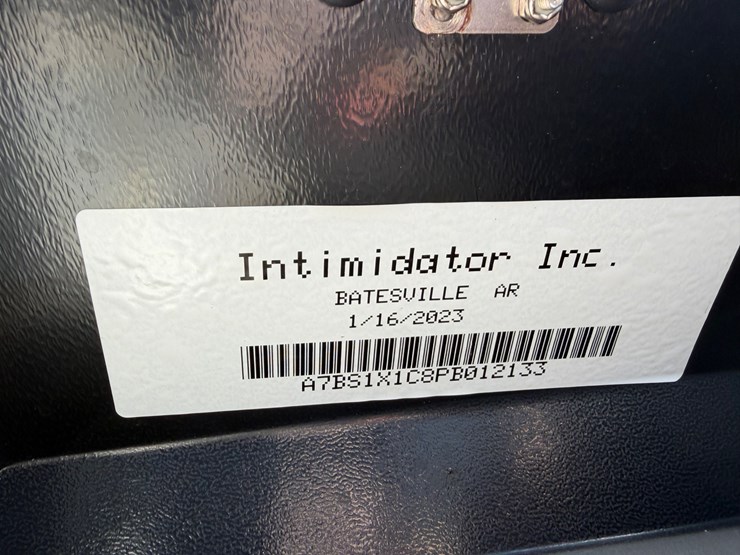 Intimidator Inc.
BATESVILLE AR
1/16/2023
A7BS1X1C8PB012133